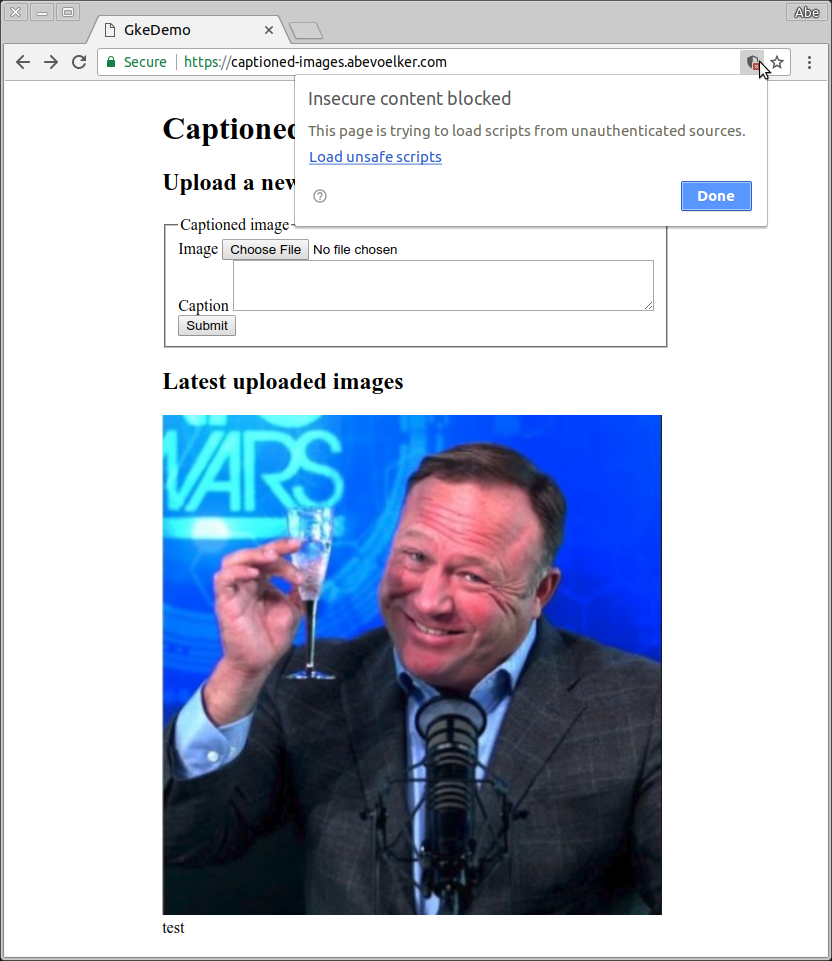 Abe
GkeDemo
Secure https://captioned-images.abevoelker.com
Insecure content blocked
This page is trying to load scripts from unauthenticated sources.
Load unsafe scripts
Done
Captioned
Upload a new
Captioned image
Image Choose File No file chosen
Caption
Submit
Latest uploaded images
WARS
test